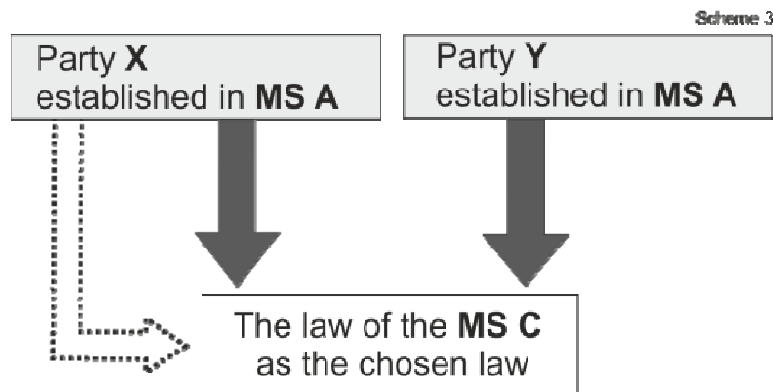 Scheme 3
Party X
established in MS A
Party Y
established in MS A
The law of the MS C
as the chosen law